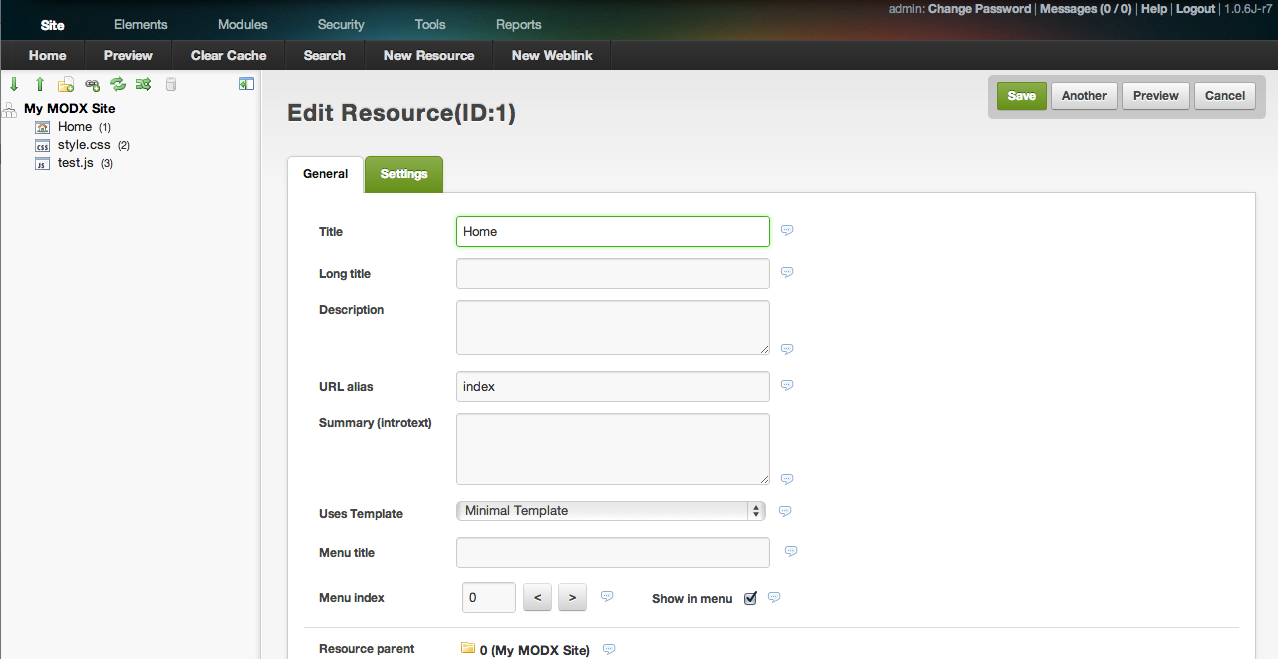 admin: Change Password | Messages (0 / 0) | Help | Logout | 1.0.6J-r7
Site Elements Modules Security Tools Reports
Home Preview Clear Cache Search New Resource New Weblink
My MODX Site
Home (1)
CSS style.css (2)
JS test.js (3)
Save Another Preview Cancel
Edit Resource(ID:1)
General Settings
Title Home
Long title
Description
URL alias index
Summary (introtext)
Uses Template Minimal Template
Menu title
Menu index 0 < > Show in menu
Resource parent 0 (My MODX Site)